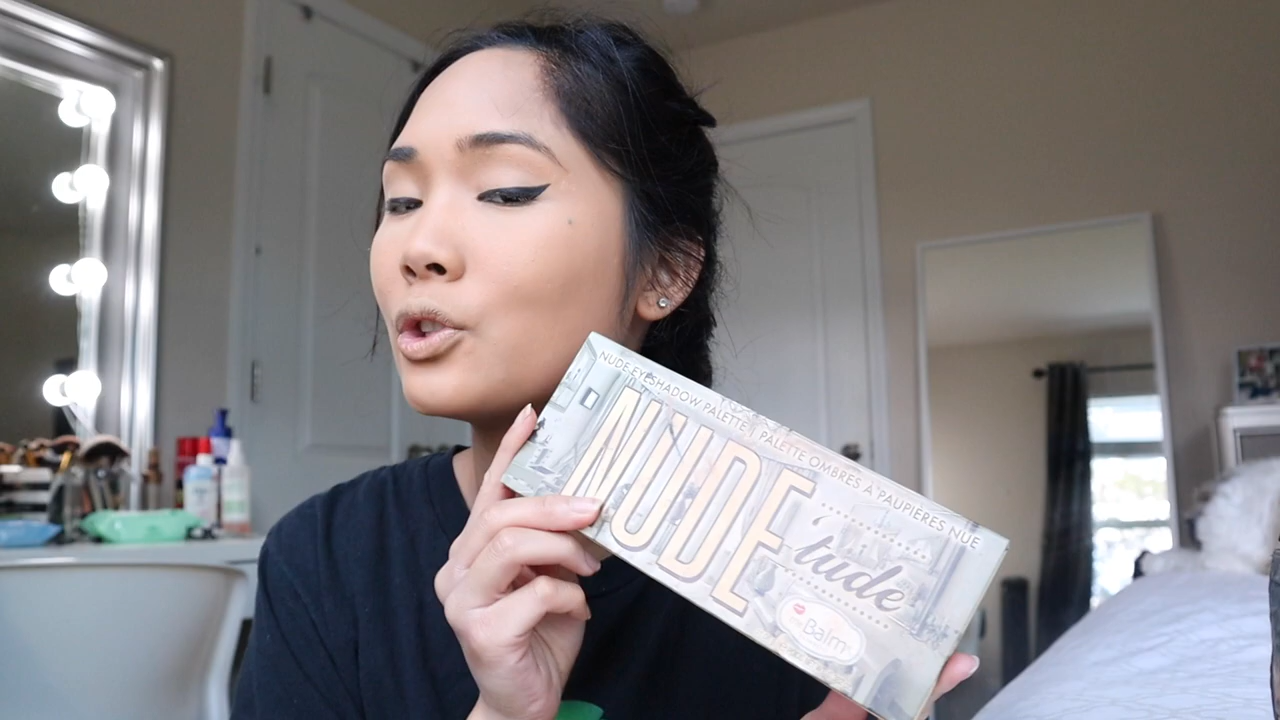 NUDE EYESHADOW PALETTE | PALETTE OMBRES À PAUPIÈRES NUE
NUDE
'tude
theBalm®